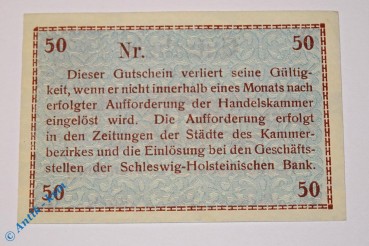 50 Nr. 50
Dieser Gutschein verliert seine Gültig-
keit, wenn er nicht innerhalb eines Monats nach
erfolgter Aufforderung der Handelskammer
eingelöst wird. Die Aufforderung erfolgt
in den Zeitungen der Städte des Kammer-
bezirkes und die Einlösung bei den Geschäfts-
stellen der Schleswig-Holsteinischen Bank.
50 50